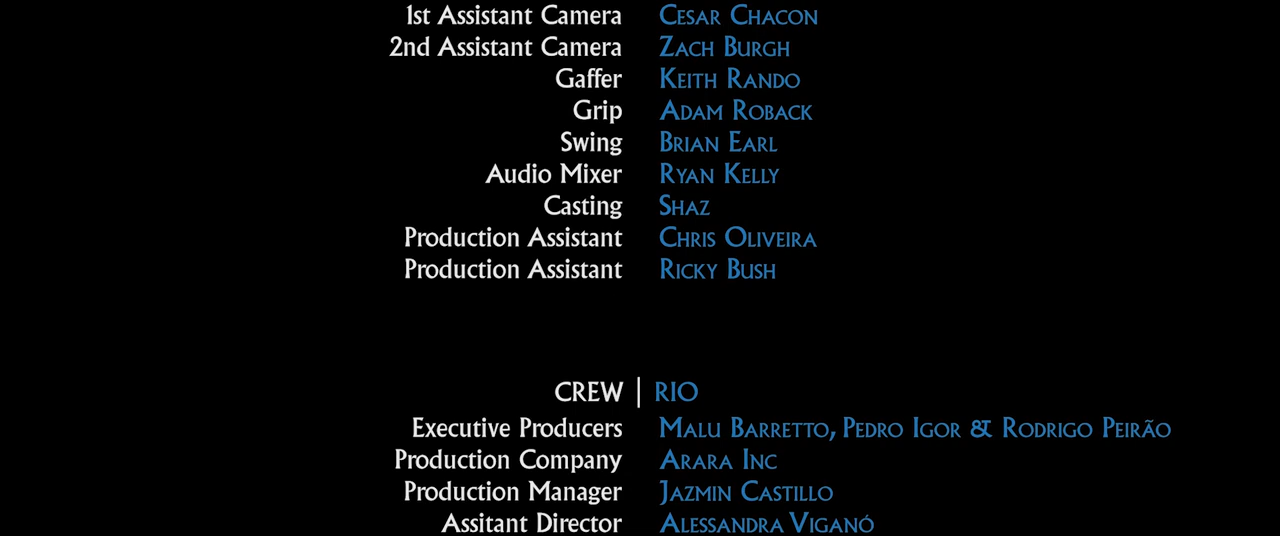 1st Assistant Camera Cesar Chacon
2nd Assistant Camera Zach Burgh
Gaffer Keith Rando
Grip Adam Roback
Swing Brian Earl
Audio Mixer Ryan Kelly
Casting Shaz
Production Assistant Chris Oliveira
Production Assistant Ricky Bush
CREW | RIO
Executive Producers Malu Barretto, Pedro Igor & Rodrigo Peirão
Production Company Arara Inc
Production Manager Jazmin Castillo
Assitant Director Alessandra Viganó